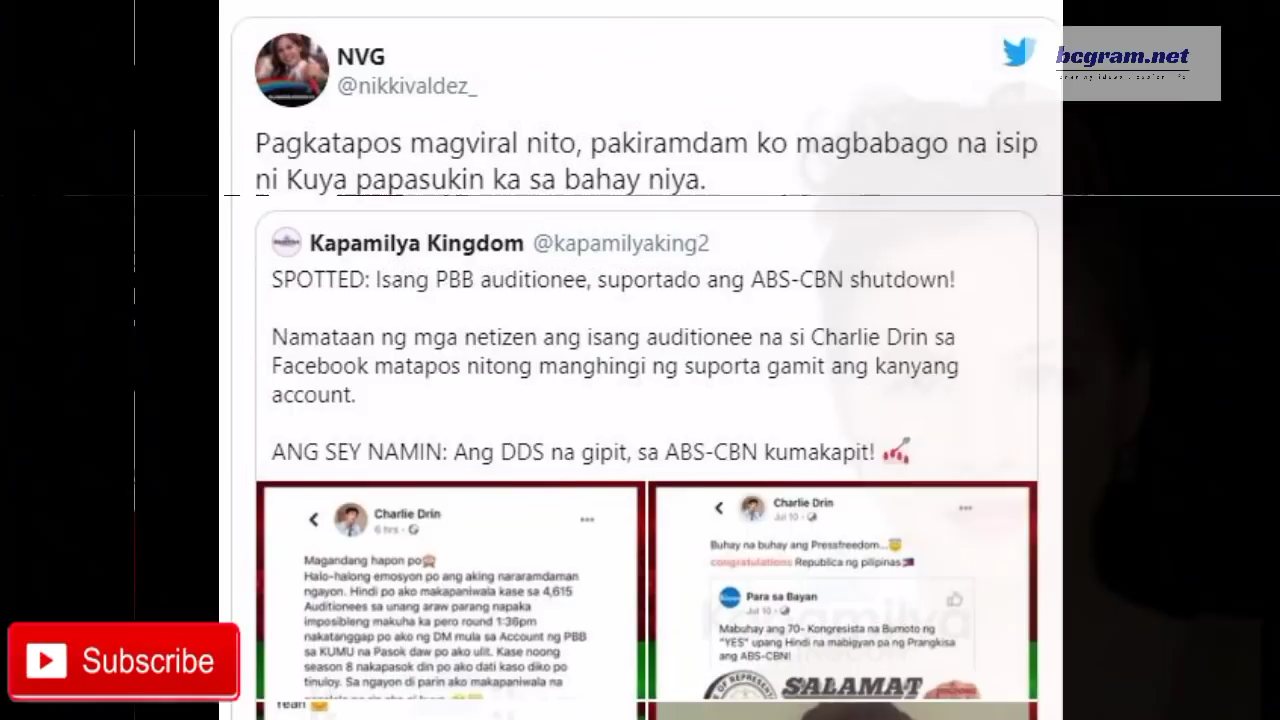 NVG
@nikkivaldez_
bcgram.net
Pagkatapos magviral nito, pakiramdam ko magbabago na isip
ni Kuya papasukin ka sa bahay niya.
Kapamilya Kingdom @kapamilyaking2
SPOTTED: Isang PBB auditionee, suportado ang ABS-CBN shutdown!
Namataan ng mga netizen ang isang auditionee na si Charlie Drin sa
Facebook matapos nitong manghingi ng suporta gamit ang kanyang
account.
ANG SEY NAMIN: Ang DDS na gipit, sa ABS-CBN kumakapit!
Charlie Drin
6 hrs
Magandang hapon po
Halo-halong emosyon po ang aking nararamdaman
ngayon. Hindi po ako makapaniwala kase sa 4,615
Auditionees sa unang araw parang napaka
imposibleng makuha ka pero round 1:36pm
nakatanggap po ako ng DM mula sa Account ng PBB
sa KUMU na Pasok daw po ako ulit. Kase noong
season 8 nakapasok din po ako dati kaso diko po
tinuloy. Sa ngayon di parin ako makapaniwala na
Yeah
Charlie Drin
Jul 10
Buhay na buhay ang Pressfreedom...
congratulations Republica ng pilipinas
Para sa Bayan
Jul 10
Mabuhay ang 70- Kongresista na Bumoto ng
"YES" upang Hindi na mabigyan pa ng Prangkisa
ang ABS-CBN!
SALAMAT
Subscribe